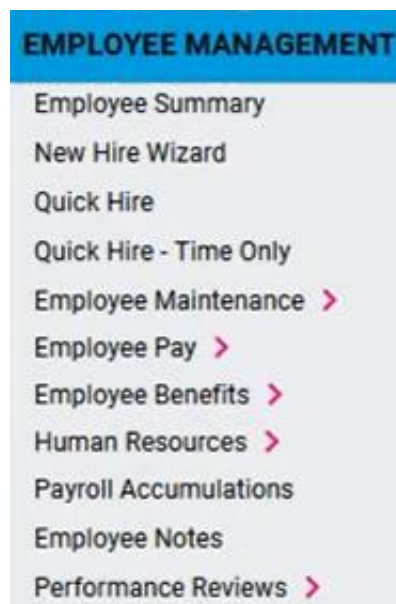 EMPLOYEE MANAGEMENT
Employee Summary
New Hire Wizard
Quick Hire
Quick Hire - Time Only
Employee Maintenance >
Employee Pay >
Employee Benefits >
Human Resources >
Payroll Accumulations
Employee Notes
Performance Reviews >